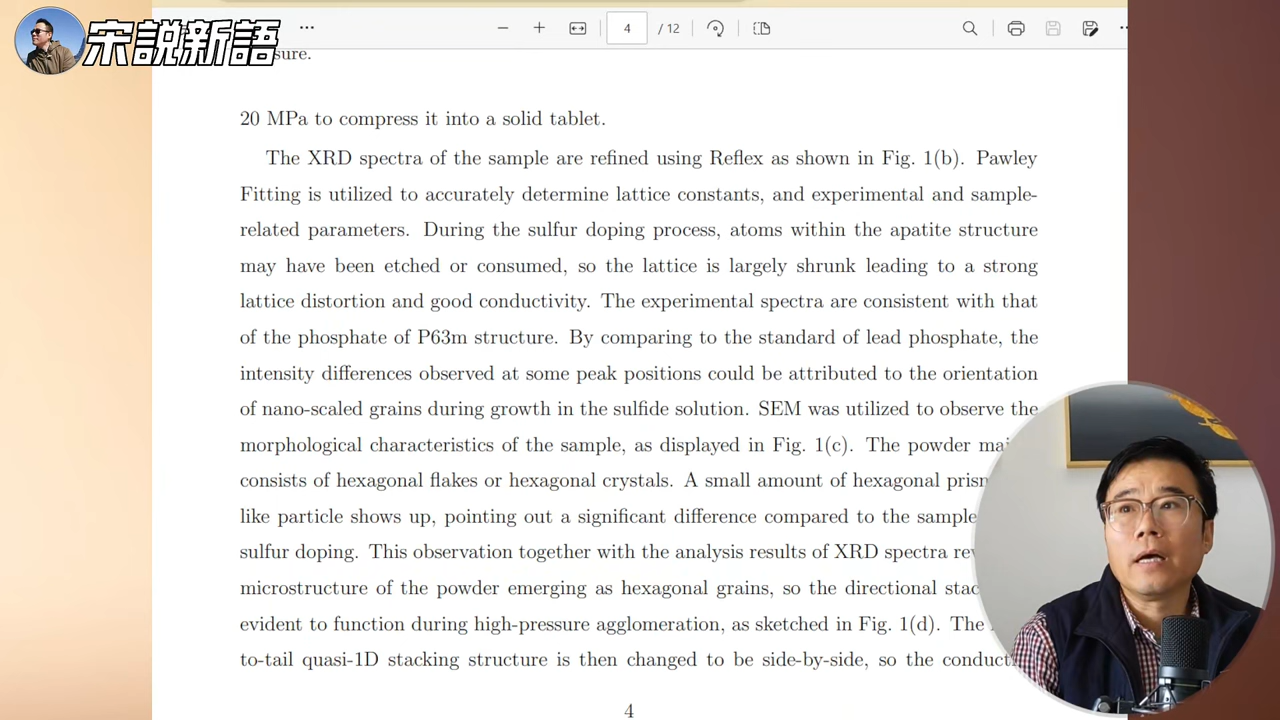 宋説新語
4 / 12
sure.
20 MPa to compress it into a solid tablet.
The XRD spectra of the sample are refined using Reflex as shown in Fig. 1(b). Pawley
Fitting is utilized to accurately determine lattice constants, and experimental and sample-
related parameters. During the sulfur doping process, atoms within the apatite structure
may have been etched or consumed, so the lattice is largely shrunk leading to a strong
lattice distortion and good conductivity. The experimental spectra are consistent with that
of the phosphate of P63m structure. By comparing to the standard of lead phosphate, the
intensity differences observed at some peak positions could be attributed to the orientation
of nano-scaled grains during growth in the sulfide solution. SEM was utilized to observe the
morphological characteristics of the sample, as displayed in Fig. 1(c). The powder
consists of hexagonal flakes or hexagonal crystals. A small amount of hexagonal
like particle shows up, pointing out a significant difference compared to the sample
sulfur doping. This observation together with the analysis results of XRD spectra
microstructure of the powder emerging as hexagonal grains, so the directional
evident to function during high-pressure agglomeration, as sketched in Fig. 1(d). The
to-tail quasi-1D stacking structure is then changed to be side-by-side, so the
4